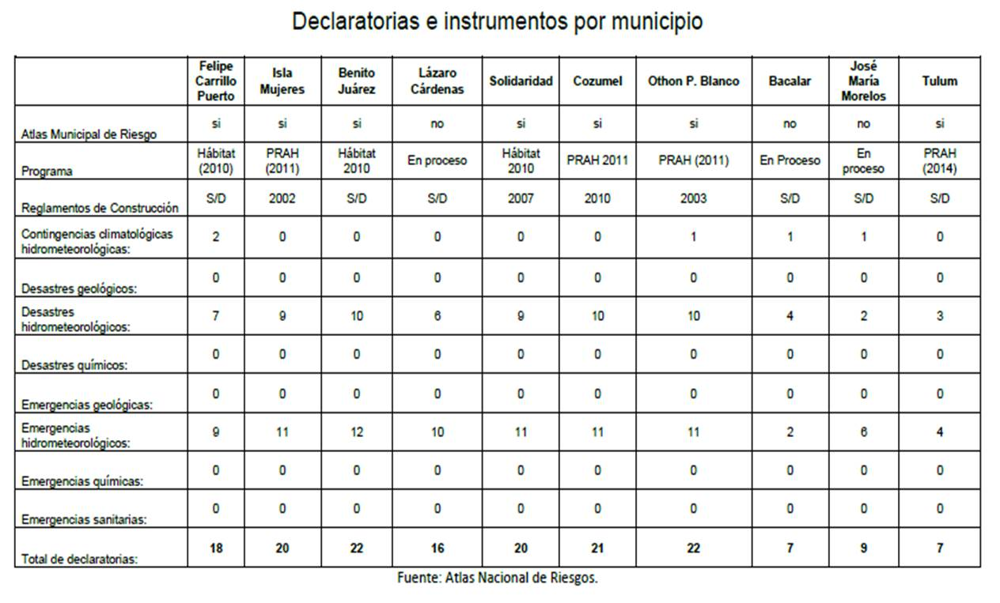 Declaratorias e instrumentos por municipio
Felipe Carrillo Puerto Isla Mujeres Benito Juárez Lázaro Cárdenas Solidaridad Cozumel Othon P. Blanco Bacalar José María Morelos Tulum
Atlas Municipal de Riesgo si si si no si si si no no si
Programa Hábitat (2010) PRAH (2011) Hábitat 2010 En proceso Hábitat 2010 PRAH 2011 PRAH (2011) En Proceso En proceso PRAH (2014)
Reglamentos de Construcción S/D 2002 S/D S/D 2007 2010 2003 S/D S/D S/D
Contingencias climatológicas hidrometeorológicas: 2 0 0 0 0 0 1 1 1 0
Desastres geológicos: 0 0 0 0 0 0 0 0 0 0
Desastres hidrometeorológicos: 7 9 10 6 9 10 10 4 2 3
Desastres químicos: 0 0 0 0 0 0 0 0 0 0
Emergencias geológicas: 0 0 0 0 0 0 0 0 0 0
Emergencias hidrometeorológicos: 9 11 12 10 11 11 11 2 6 4
Emergencias químicas: 0 0 0 0 0 0 0 0 0 0
Emergencias sanitarias: 0 0 0 0 0 0 0 0 0 0
Total de declaratorias: 18 20 22 16 20 21 22 7 9 7
Fuente: Atlas Nacional de Riesgos.